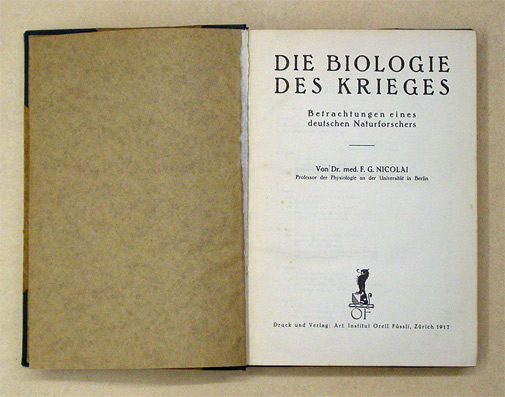 DIE BIOLOGIE
DES KRIEGES
Betrachtungen eines
deutschen Naturforschers
Von Dr. med. F. G. NICOLAI
Professor der Physiologie an der Universität in Berlin
OF
Druck und Verlag: Art. Institut Orell Füssli, Zürich 1917